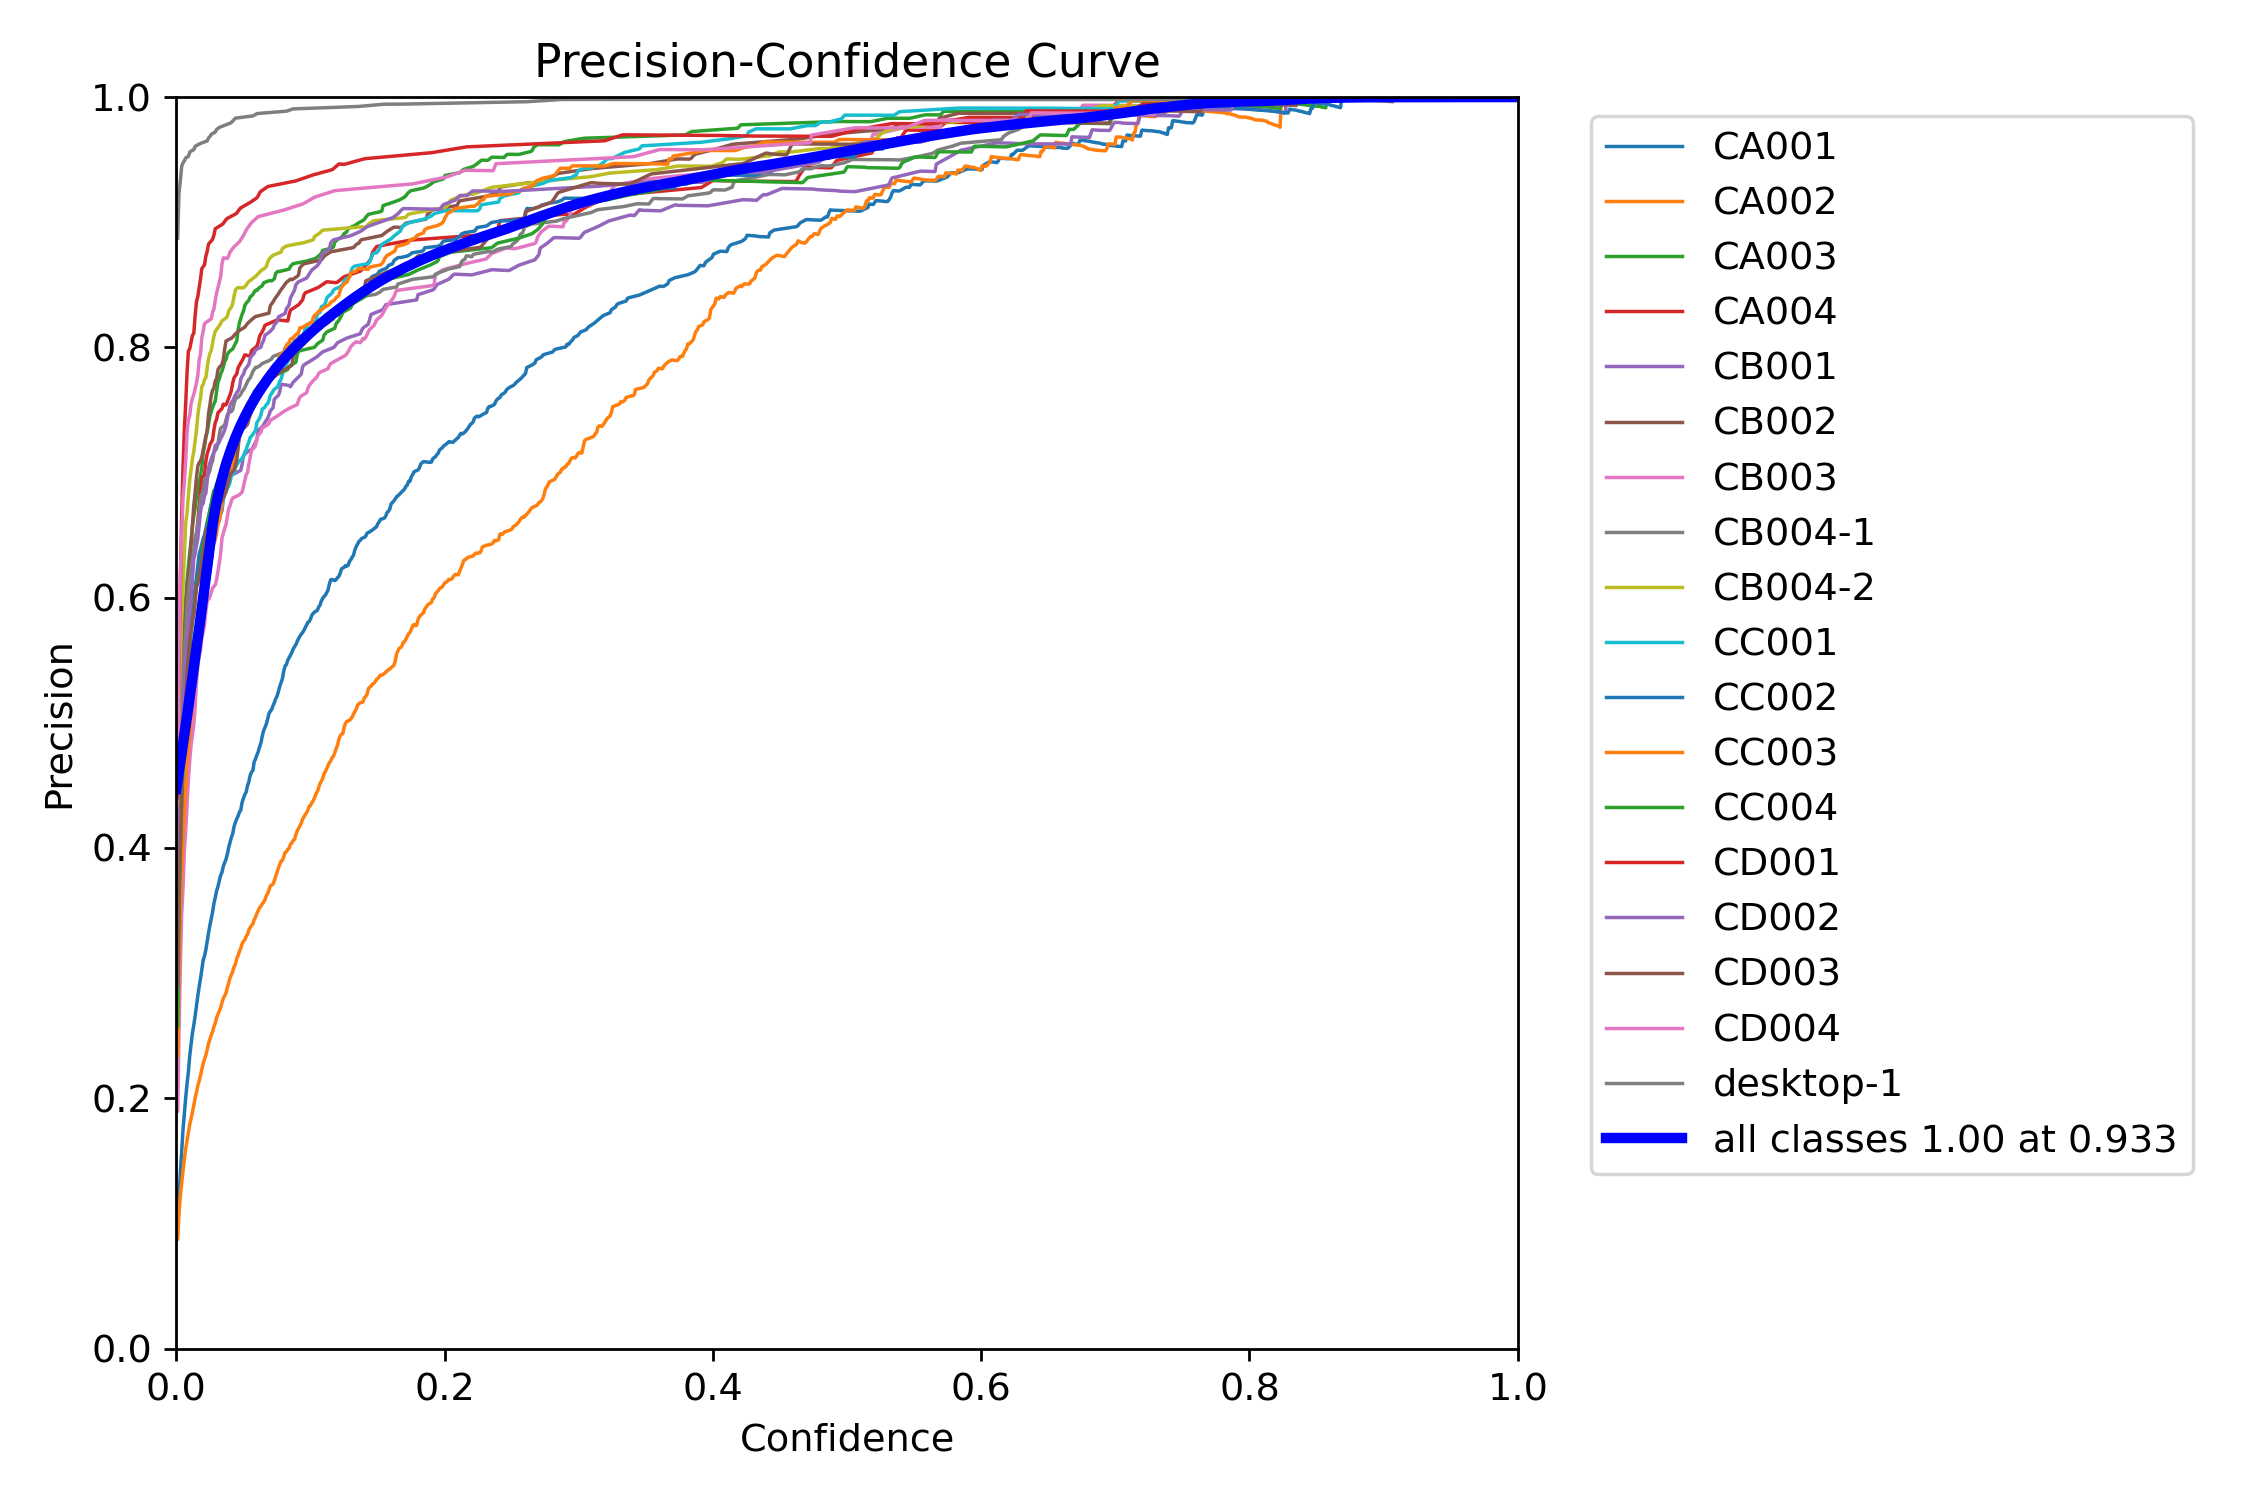 Precision-Confidence Curve
1.0
0.8
0.6
0.4
0.2
0.0
Precision
0.0 0.2 0.4 0.6 0.8 1.0
Confidence
CA001
CA002
CA003
CA004
CB001
CB002
CB003
CB004-1
CB004-2
CC001
CC002
CC003
CC004
CD001
CD002
CD003
CD004
desktop-1
all classes 1.00 at 0.933